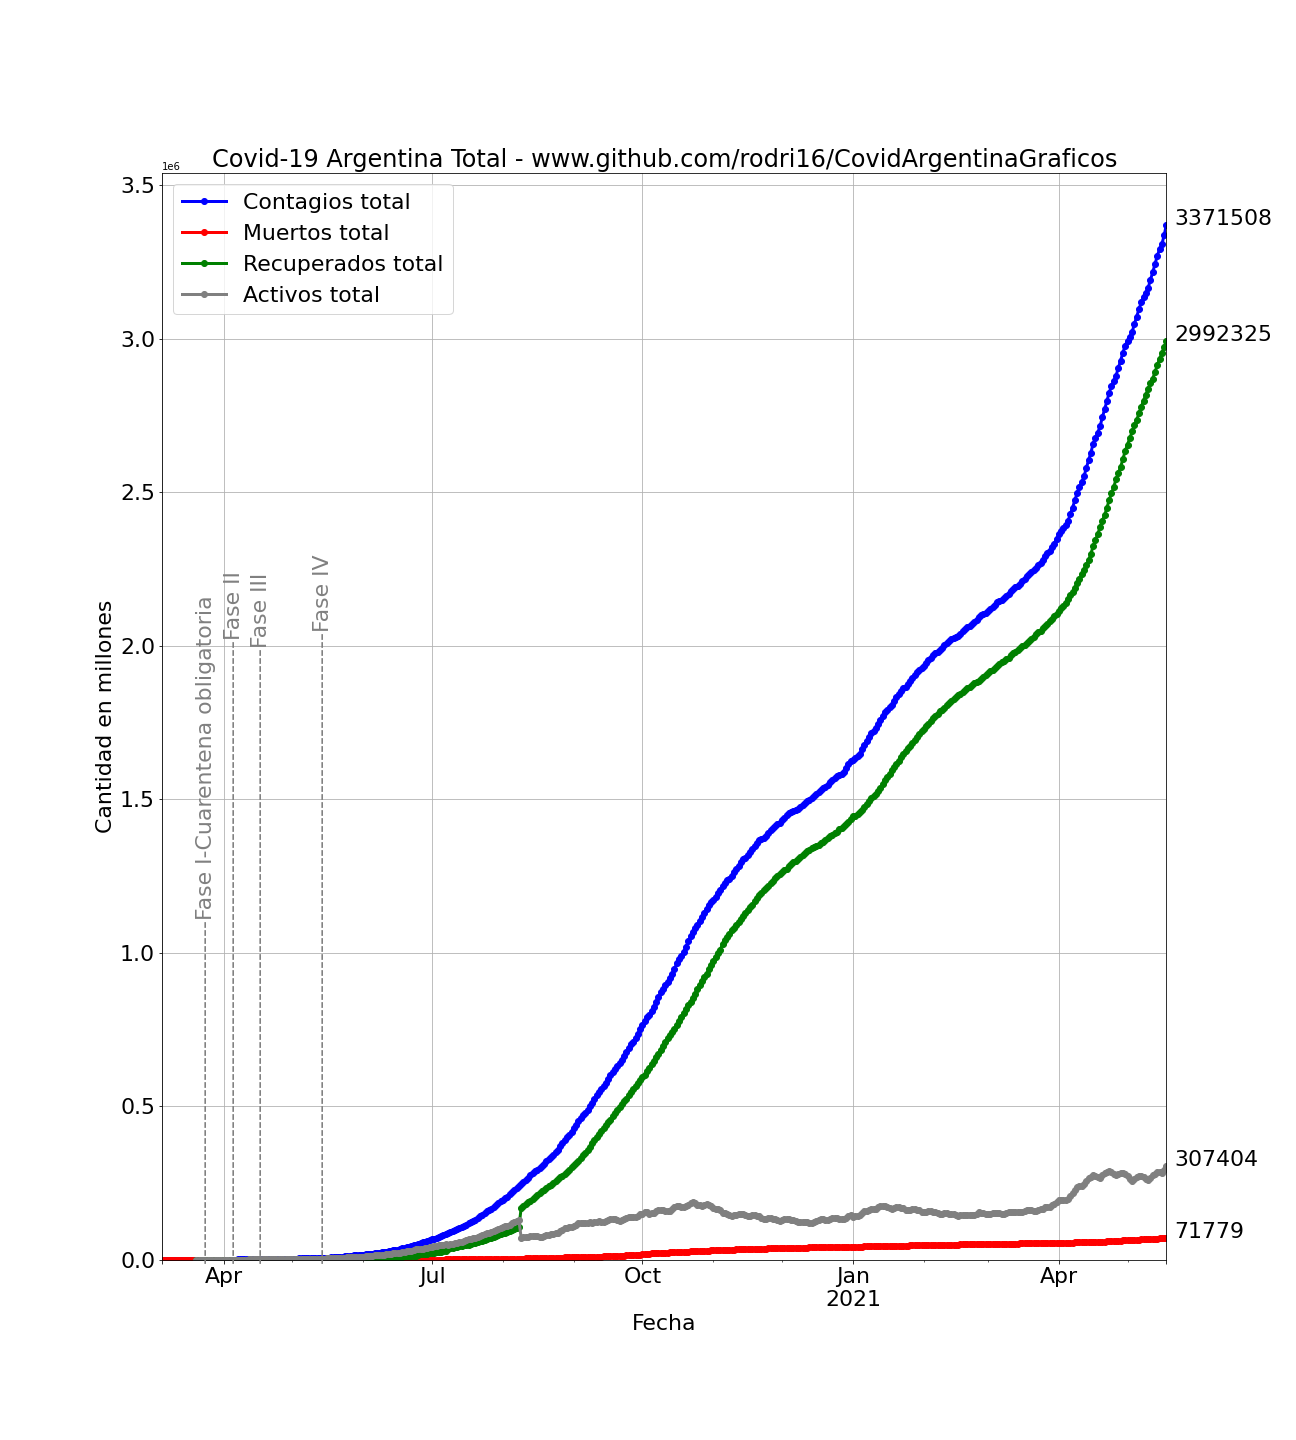 Covid-19 Argentina Total - www.github.com/rodri16/CovidArgentinaGraficos
1e6
Contagios total
Muertos total
Recuperados total
Activos total
3.5
3.0
2.5
2.0
1.5
1.0
0.5
0.0
Cantidad en millones
Fase I-Cuarentena obligatoria
Fase II
Fase III
Fase IV
3371508
2992325
307404
71779
Apr
Jul
Oct
Jan
2021
Apr
Fecha